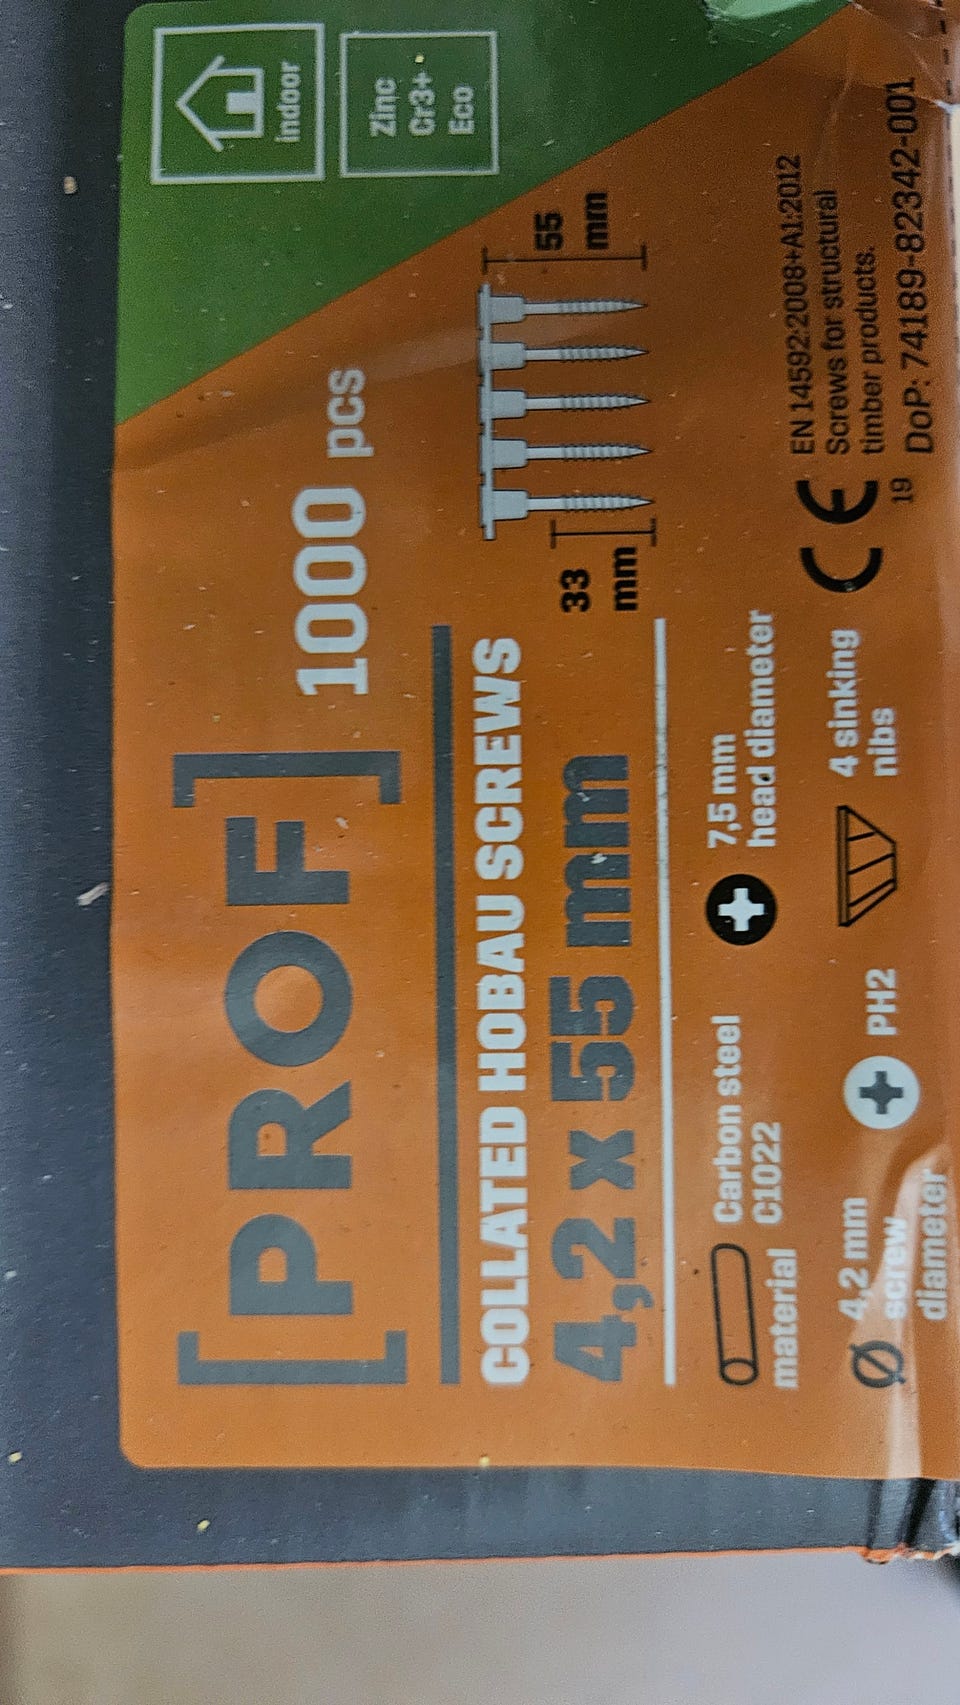 [PROF]
1000 pcs
indoor
Zinc
Cr3+
Eco
COLLATED HOBAU SCREWS
4,2 x 55 mm
33
mm
55
mm
material
Carbon steel
C1022
7,5 mm
head diameter
Ø 4,2 mm
screw
diameter
PH2
4 sinking
nibs
CE
19
EN 14592:2008+A1:2012
Screws for structural
timber products.
DoP: 74189-82342-001